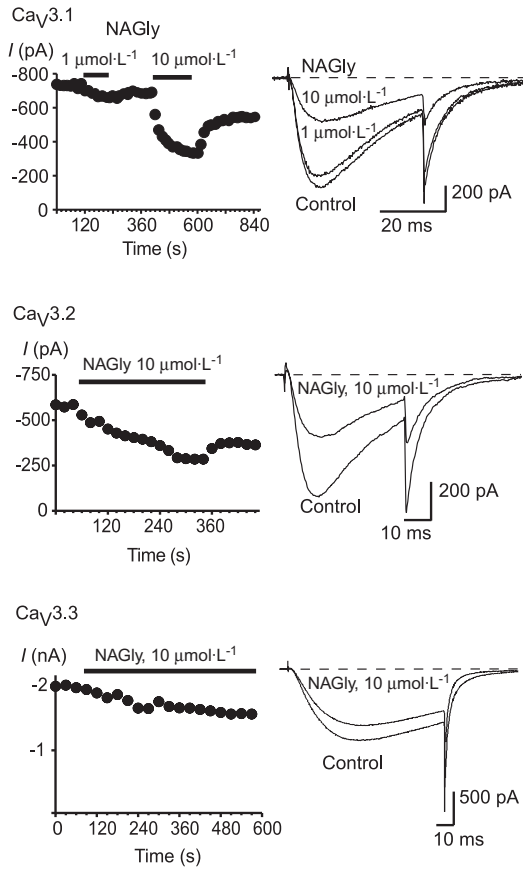 CaV3.1
NAGly
I (pA)
1 µmol·L-1
10 µmol·L-1
-800
-600
-400
-200
0
120
360
600
840
Time (s)
NAGly
10 µmol·L-1
1 µmol·L-1
Control
200 pA
20 ms
CaV3.2
I (pA)
NAGly 10 µmol·L-1
-750
-500
-250
0
120
240
360
Time (s)
NAGly, 10 µmol·L-1
Control
200 pA
10 ms
CaV3.3
I (nA)
NAGly, 10 µmol·L-1
-2
-1
0
120
240
360
480
600
Time (s)
NAGly, 10 µmol·L-1
Control
500 pA
10 ms